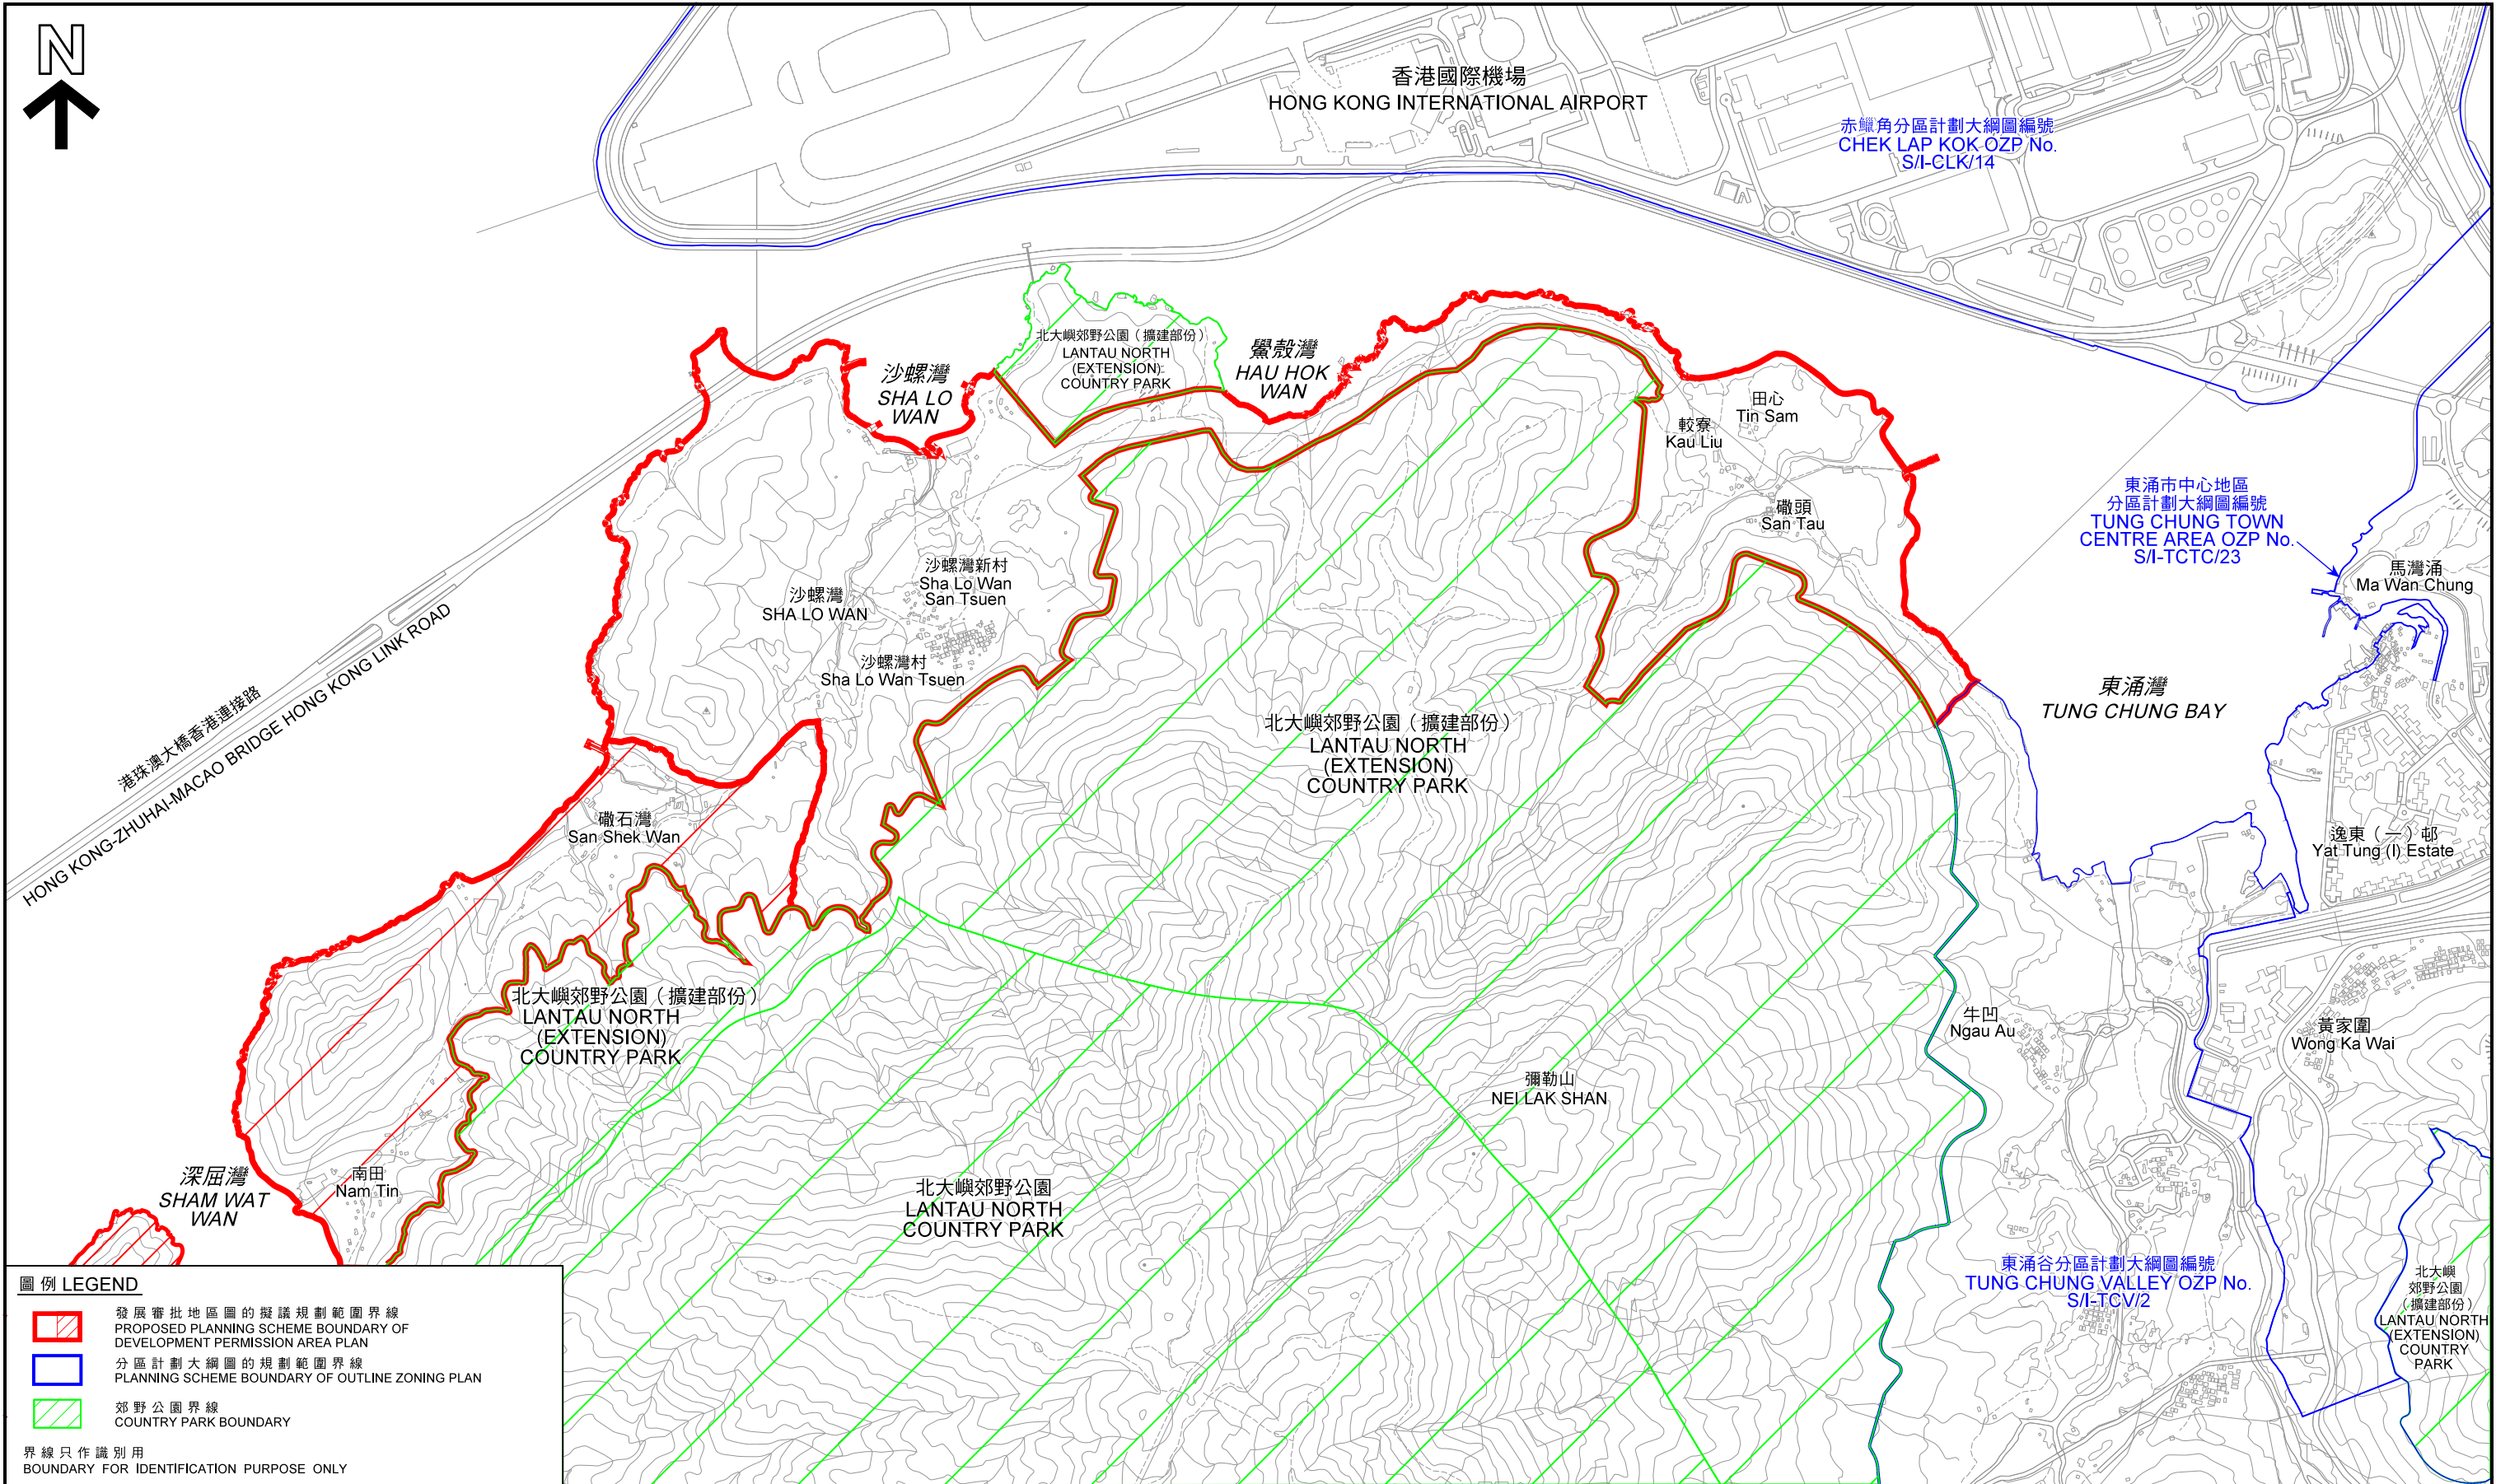 N
香港國際機場
HONG KONG INTERNATIONAL AIRPORT
赤鱲角分區計劃大綱圖編號
CHEK LAP KOK OZP No.
S/I-CLK/14
北大嶼郊野公園（擴建部份）
LANTAU NORTH
(EXTENSION)
COUNTRY PARK
鱟殼灣
HAU HOK
WAN
沙螺灣
SHA LO
WAN
田心
Tin Sam
較寮
Kau Liu
東涌市中心地區
分區計劃大綱圖編號
TUNG CHUNG TOWN
CENTRE AREA OZP No.
S/I-TCTC/23
磡頭
San Tau
馬灣涌
Ma Wan Chung
沙螺灣新村
Sha Lo Wan
San Tsuen
沙螺灣
SHA LO WAN
沙螺灣村
Sha Lo Wan Tsuen
港珠澳大橋香港連接路
HONG KONG-ZHUHAI-MACAO BRIDGE HONG KONG LINK ROAD
東涌灣
TUNG CHUNG BAY
北大嶼郊野公園（擴建部份）
LANTAU NORTH
(EXTENSION)
COUNTRY PARK
磡石灣
San Shek Wan
逸東（一）邨
Yat Tung (I) Estate
北大嶼郊野公園（擴建部份）
LANTAU NORTH
(EXTENSION)
COUNTRY PARK
牛凹
Ngau Au
黃家圍
Wong Ka Wai
彌勒山
NEI LAK SHAN
深屈灣
SHAM WAT
WAN
南田
Nam Tin
北大嶼郊野公園
LANTAU NORTH
COUNTRY PARK
東涌谷分區計劃大綱圖編號
TUNG CHUNG VALLEY OZP No.
S/I-TCV/2
北大嶼
郊野公園
（擴建部份）
LANTAU NORTH
(EXTENSION)
COUNTRY
PARK
圖例 LEGEND
發展審批地區圖的擬議規劃範圍界線
PROPOSED PLANNING SCHEME BOUNDARY OF
DEVELOPMENT PERMISSION AREA PLAN
分區計劃大綱圖的規劃範圍界線
PLANNING SCHEME BOUNDARY OF OUTLINE ZONING PLAN
郊野公園界線
COUNTRY PARK BOUNDARY
界線只作識別用
BOUNDARY FOR IDENTIFICATION PURPOSE ONLY